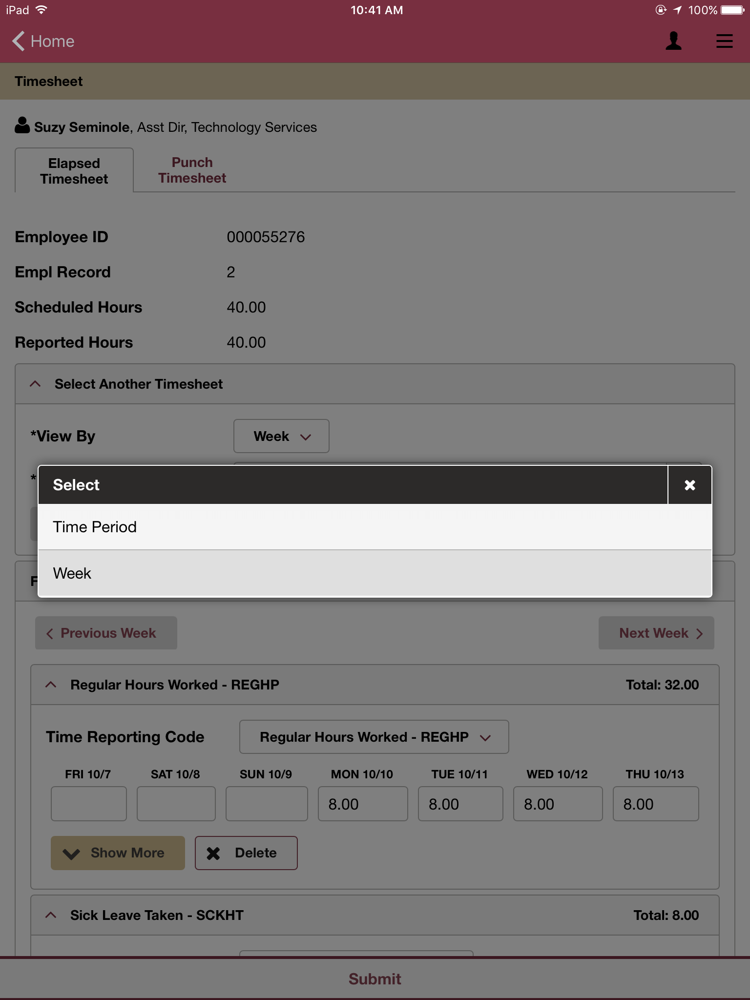 iPad 10:41 AM 100%
Home
Timesheet
Suzy Seminole, Asst Dir, Technology Services
Elapsed Timesheet
Punch Timesheet
Employee ID 000055276
Empl Record 2
Scheduled Hours 40.00
Reported Hours 40.00
Select Another Timesheet
*View By Week
*
Select
Time Period
Week
F
Previous Week Next Week
Regular Hours Worked - REGHP Total: 32.00
Time Reporting Code Regular Hours Worked - REGHP
FRI 10/7 SAT 10/8 SUN 10/9 MON 10/10 TUE 10/11 WED 10/12 THU 10/13
8.00 8.00 8.00 8.00
Show More Delete
Sick Leave Taken - SCKHT Total: 8.00
Submit